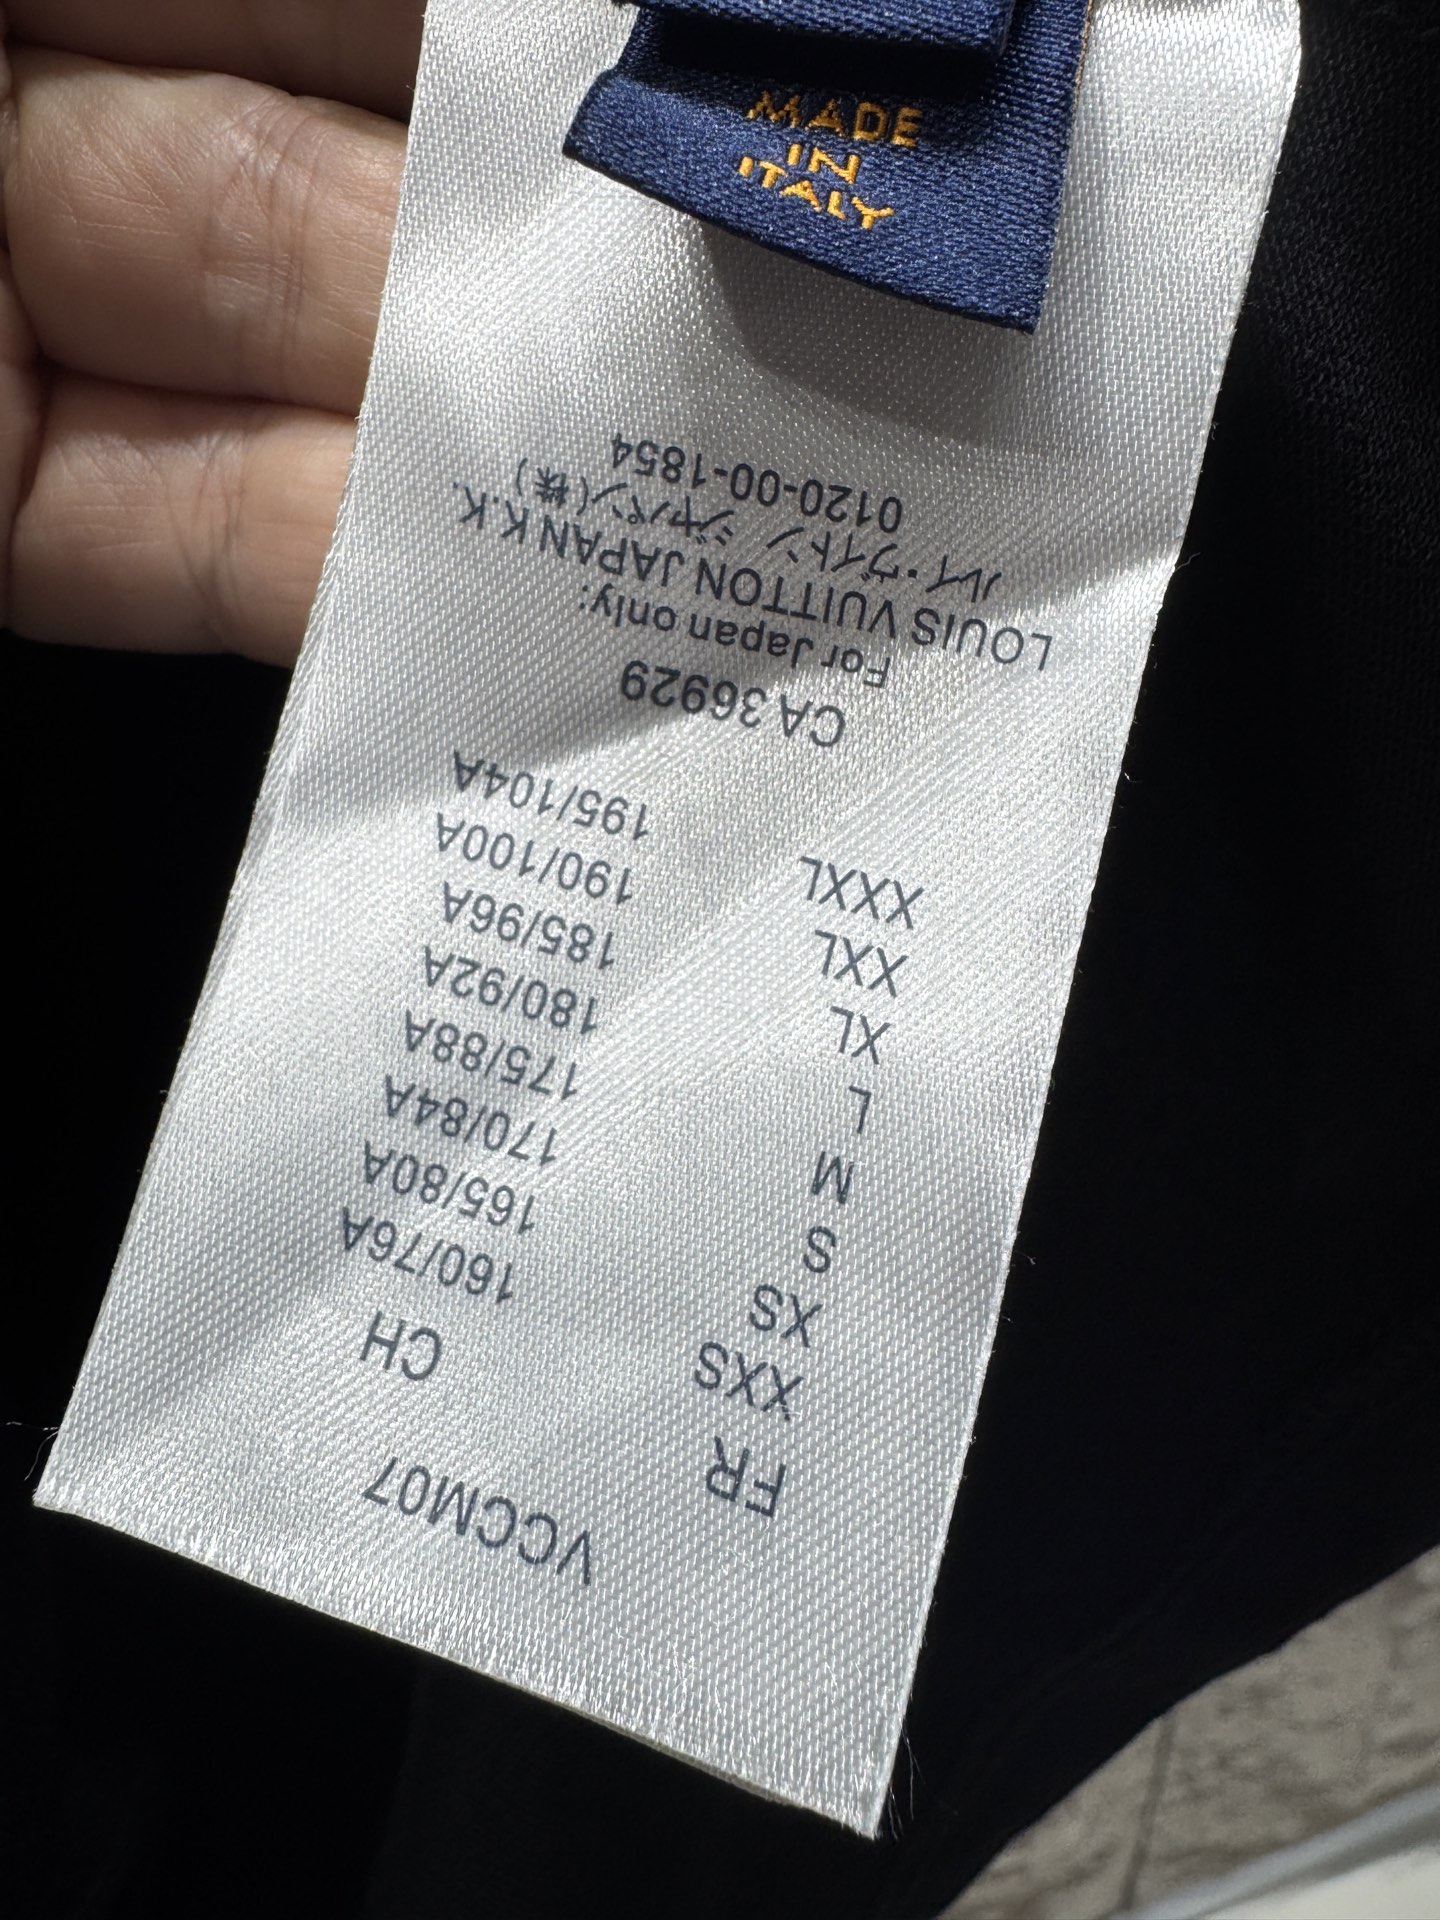 MADE
IN
ITALY
VCCM07
FR CH
XXS 160/76A
XS 165/80A
S 170/84A
M 175/88A
L 180/92A
XL 185/96A
XXL 190/100A
XXXL 195/104A
CA 36929
For Japan only:
LOUIS VUITTON JAPAN K.K.
ルイ・ヴィトン ジャパン(株)
0120-00-1854